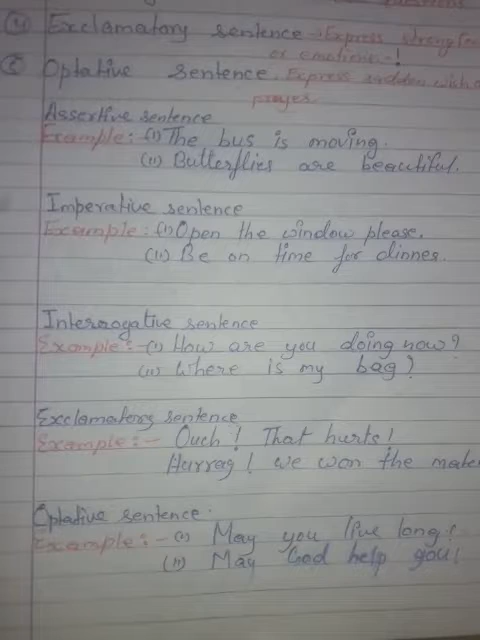 ④ Exclamatory sentence → Express strong
or emotions - !
⑤ Optative sentence. Express sudden wish
prayer
Assertive sentence
Example: (i) The bus is moving.
(ii) Butterflies are beautiful.
Imperative sentence
Example: (i) Open the window please.
(ii) Be on time for dinner.
Interrogative sentence
Example:- (i) How are you doing now?
(ii) Where is my bag?
Exclamatory sentence
Example:- Ouch! That hurts!
Hurray! we won the
Optative sentence.
Example:- (i) May you live long!
(ii) May God help you!